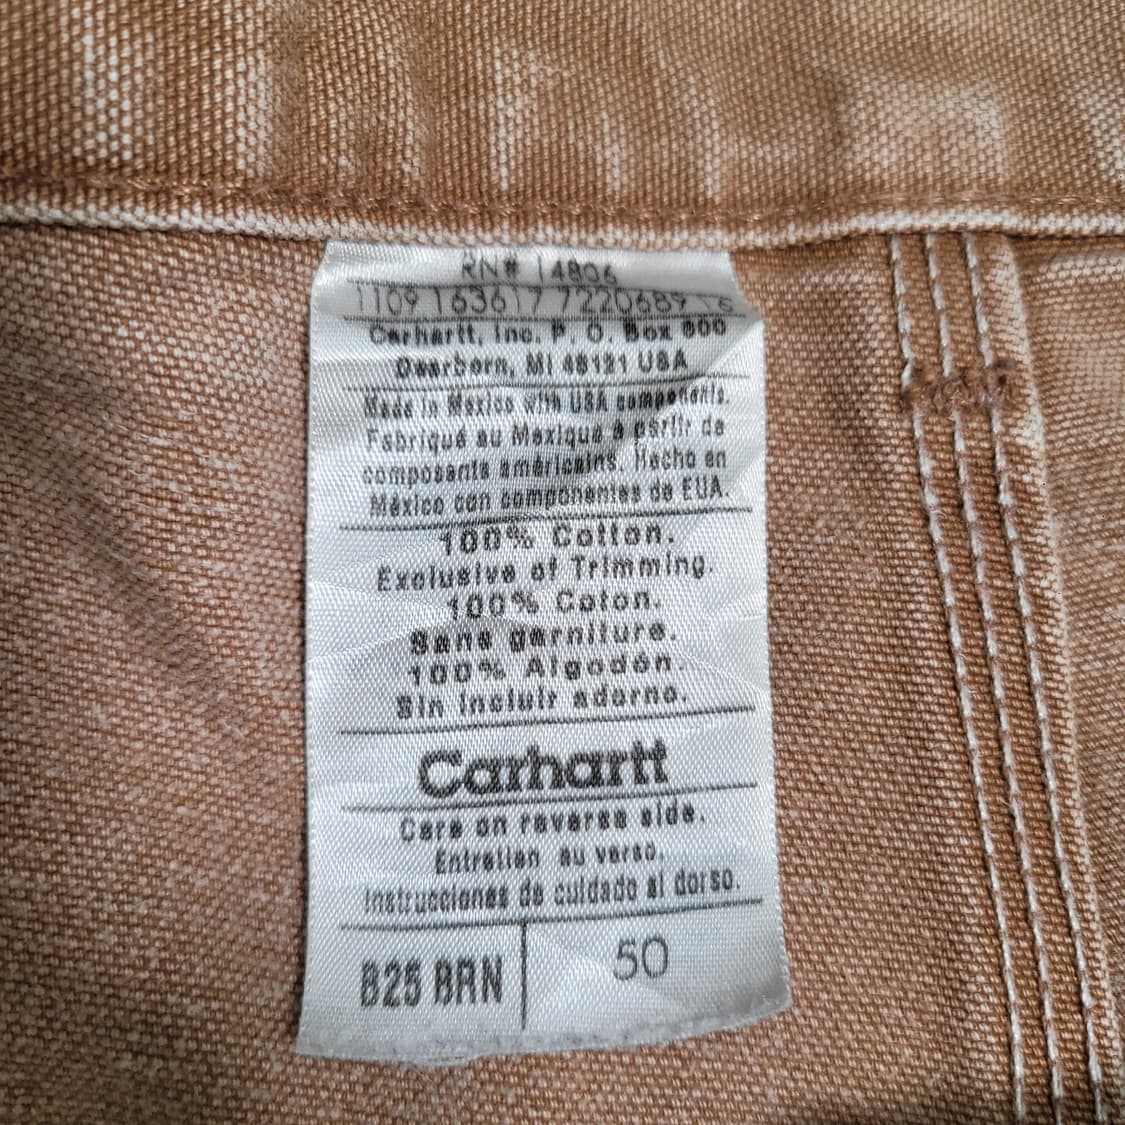 RN# 14806
1109 163617 7220689
Carhartt, Inc. P. O. Box 600
Dearborn, MI 48121 USA
Made in Mexico with USA components.
Fabriqué au Mexique à partir de
composants américains. Hecho en
México con componentes de EUA.
100% Cotton.
Exclusive of Trimming.
100% Coton.
Sans garniture.
100% Algodón.
Sin incluir adorno.
Carhartt
Care on reverse side.
Entretien au verso.
Instrucciones de cuidado al dorso.
B25 BRN 50